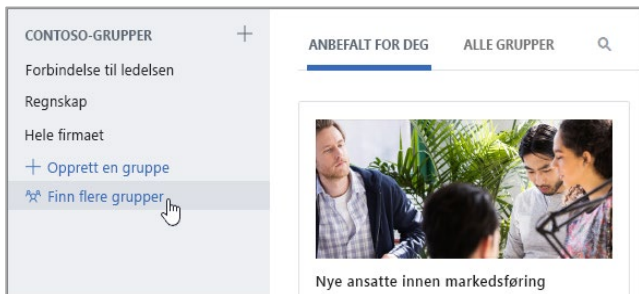 CONTOSO-GRUPPER
Forbindelse til ledelsen
Regnskap
Hele firmaet
+ Opprett en gruppe
Finn flere grupper
ANBEFALT FOR DEG ALLE GRUPPER
Nye ansatte innen markedsføring